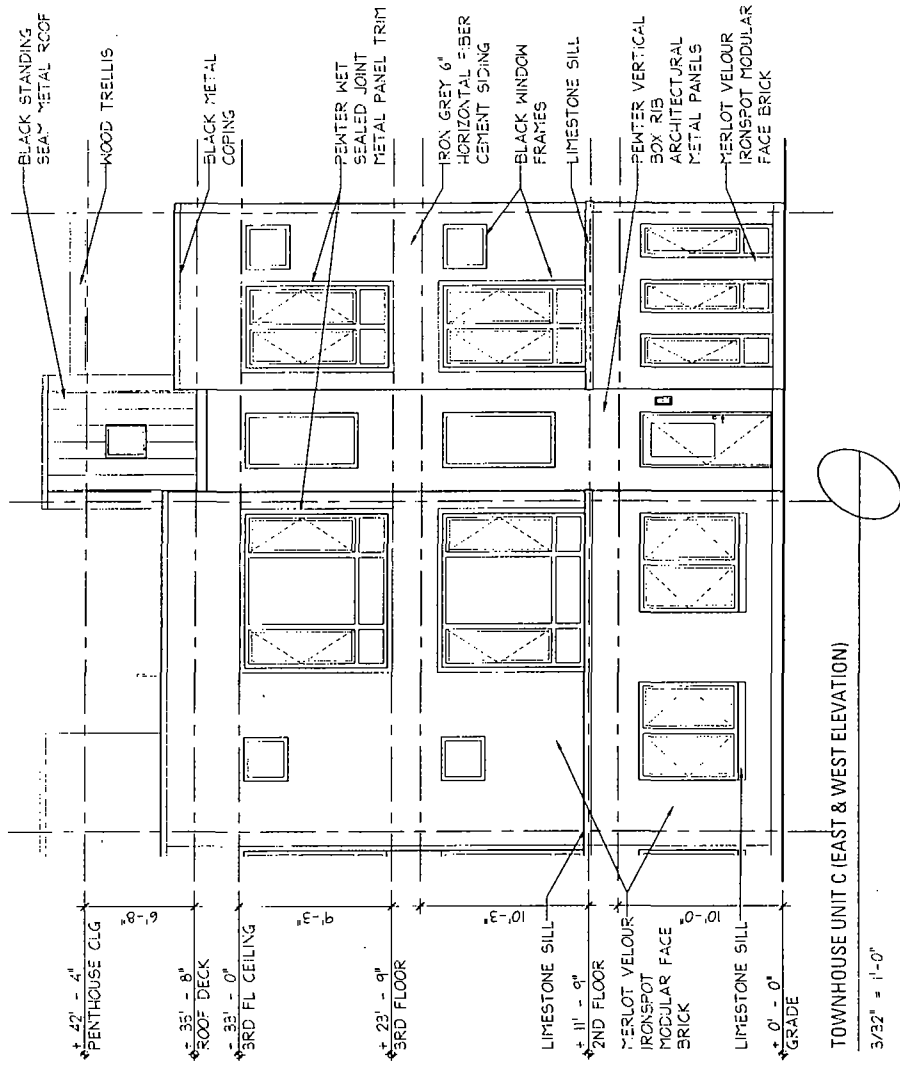 BLACK STANDING
SEAM METAL ROOF
WOOD TRELLIS
BLACK METAL
COPING
PEWTER WET
SEALED JOINT
METAL PANEL TRIM
IRON GREY 6"
HORIZONTAL FIBER
CEMENT SIDING
BLACK WINDOW
FRAMES
LIMESTONE SILL
PEWTER VERTICAL
BOX RIB
ARCHITECTURAL
METAL PANELS
MERLOT VELOUR
IRONSPOT MODULAR
FACE BRICK
+ 42' - 4"
PENTHOUSE CLG
6'-8"
+ 35' - 8"
ROOF DECK
- 33' - 0"
3RD FL CEILING
9'-3"
+ 23' - 9"
3RD FLOOR
10'-3"
LIMESTONE SILL
+ 11' - 9"
2ND FLOOR
MERLOT VELOUR
IRONSPOT
MODULAR FACE
BRICK
10'-0"
LIMESTONE SILL
+ 0' - 0"
GRADE
TOWNHOUSE UNIT C (EAST & WEST ELEVATION)
3/32" = 1'-0"